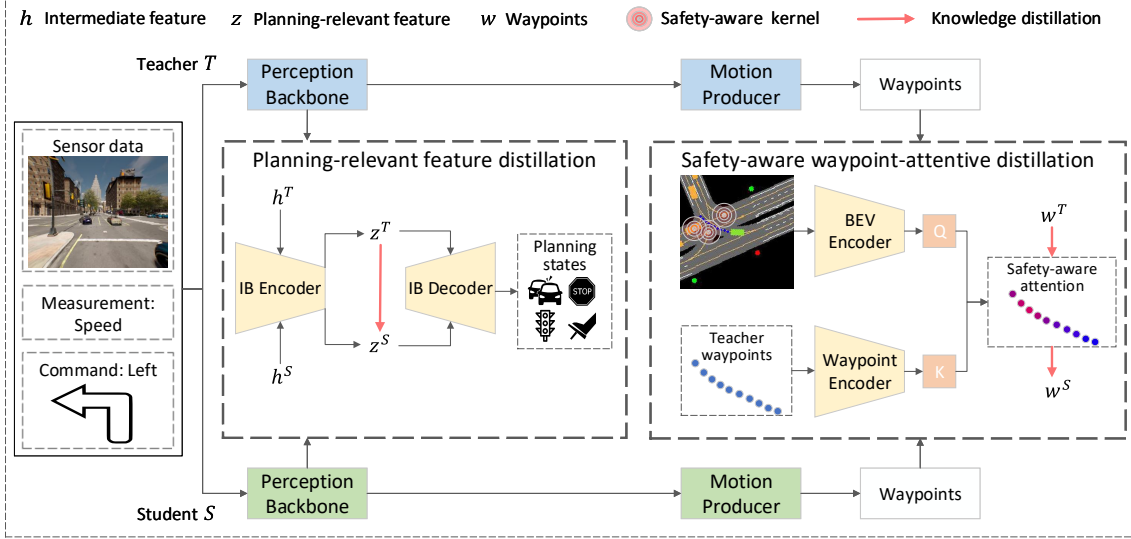 h Intermediate feature
z Planning-relevant feature
w Waypoints
Safety-aware kernel
Knowledge distillation
Teacher T
Perception
Backbone
Motion
Producer
Waypoints
Sensor data
Measurement:
Speed
Command: Left
Planning-relevant feature distillation
h^T
z^T
IB Encoder
IB Decoder
z^S
h^S
Planning
states
STOP
Safety-aware waypoint-attentive distillation
BEV
Encoder
Q
Teacher
waypoints
Waypoint
Encoder
K
w^T
Safety-aware
attention
w^S
Student S
Perception
Backbone
Motion
Producer
Waypoints